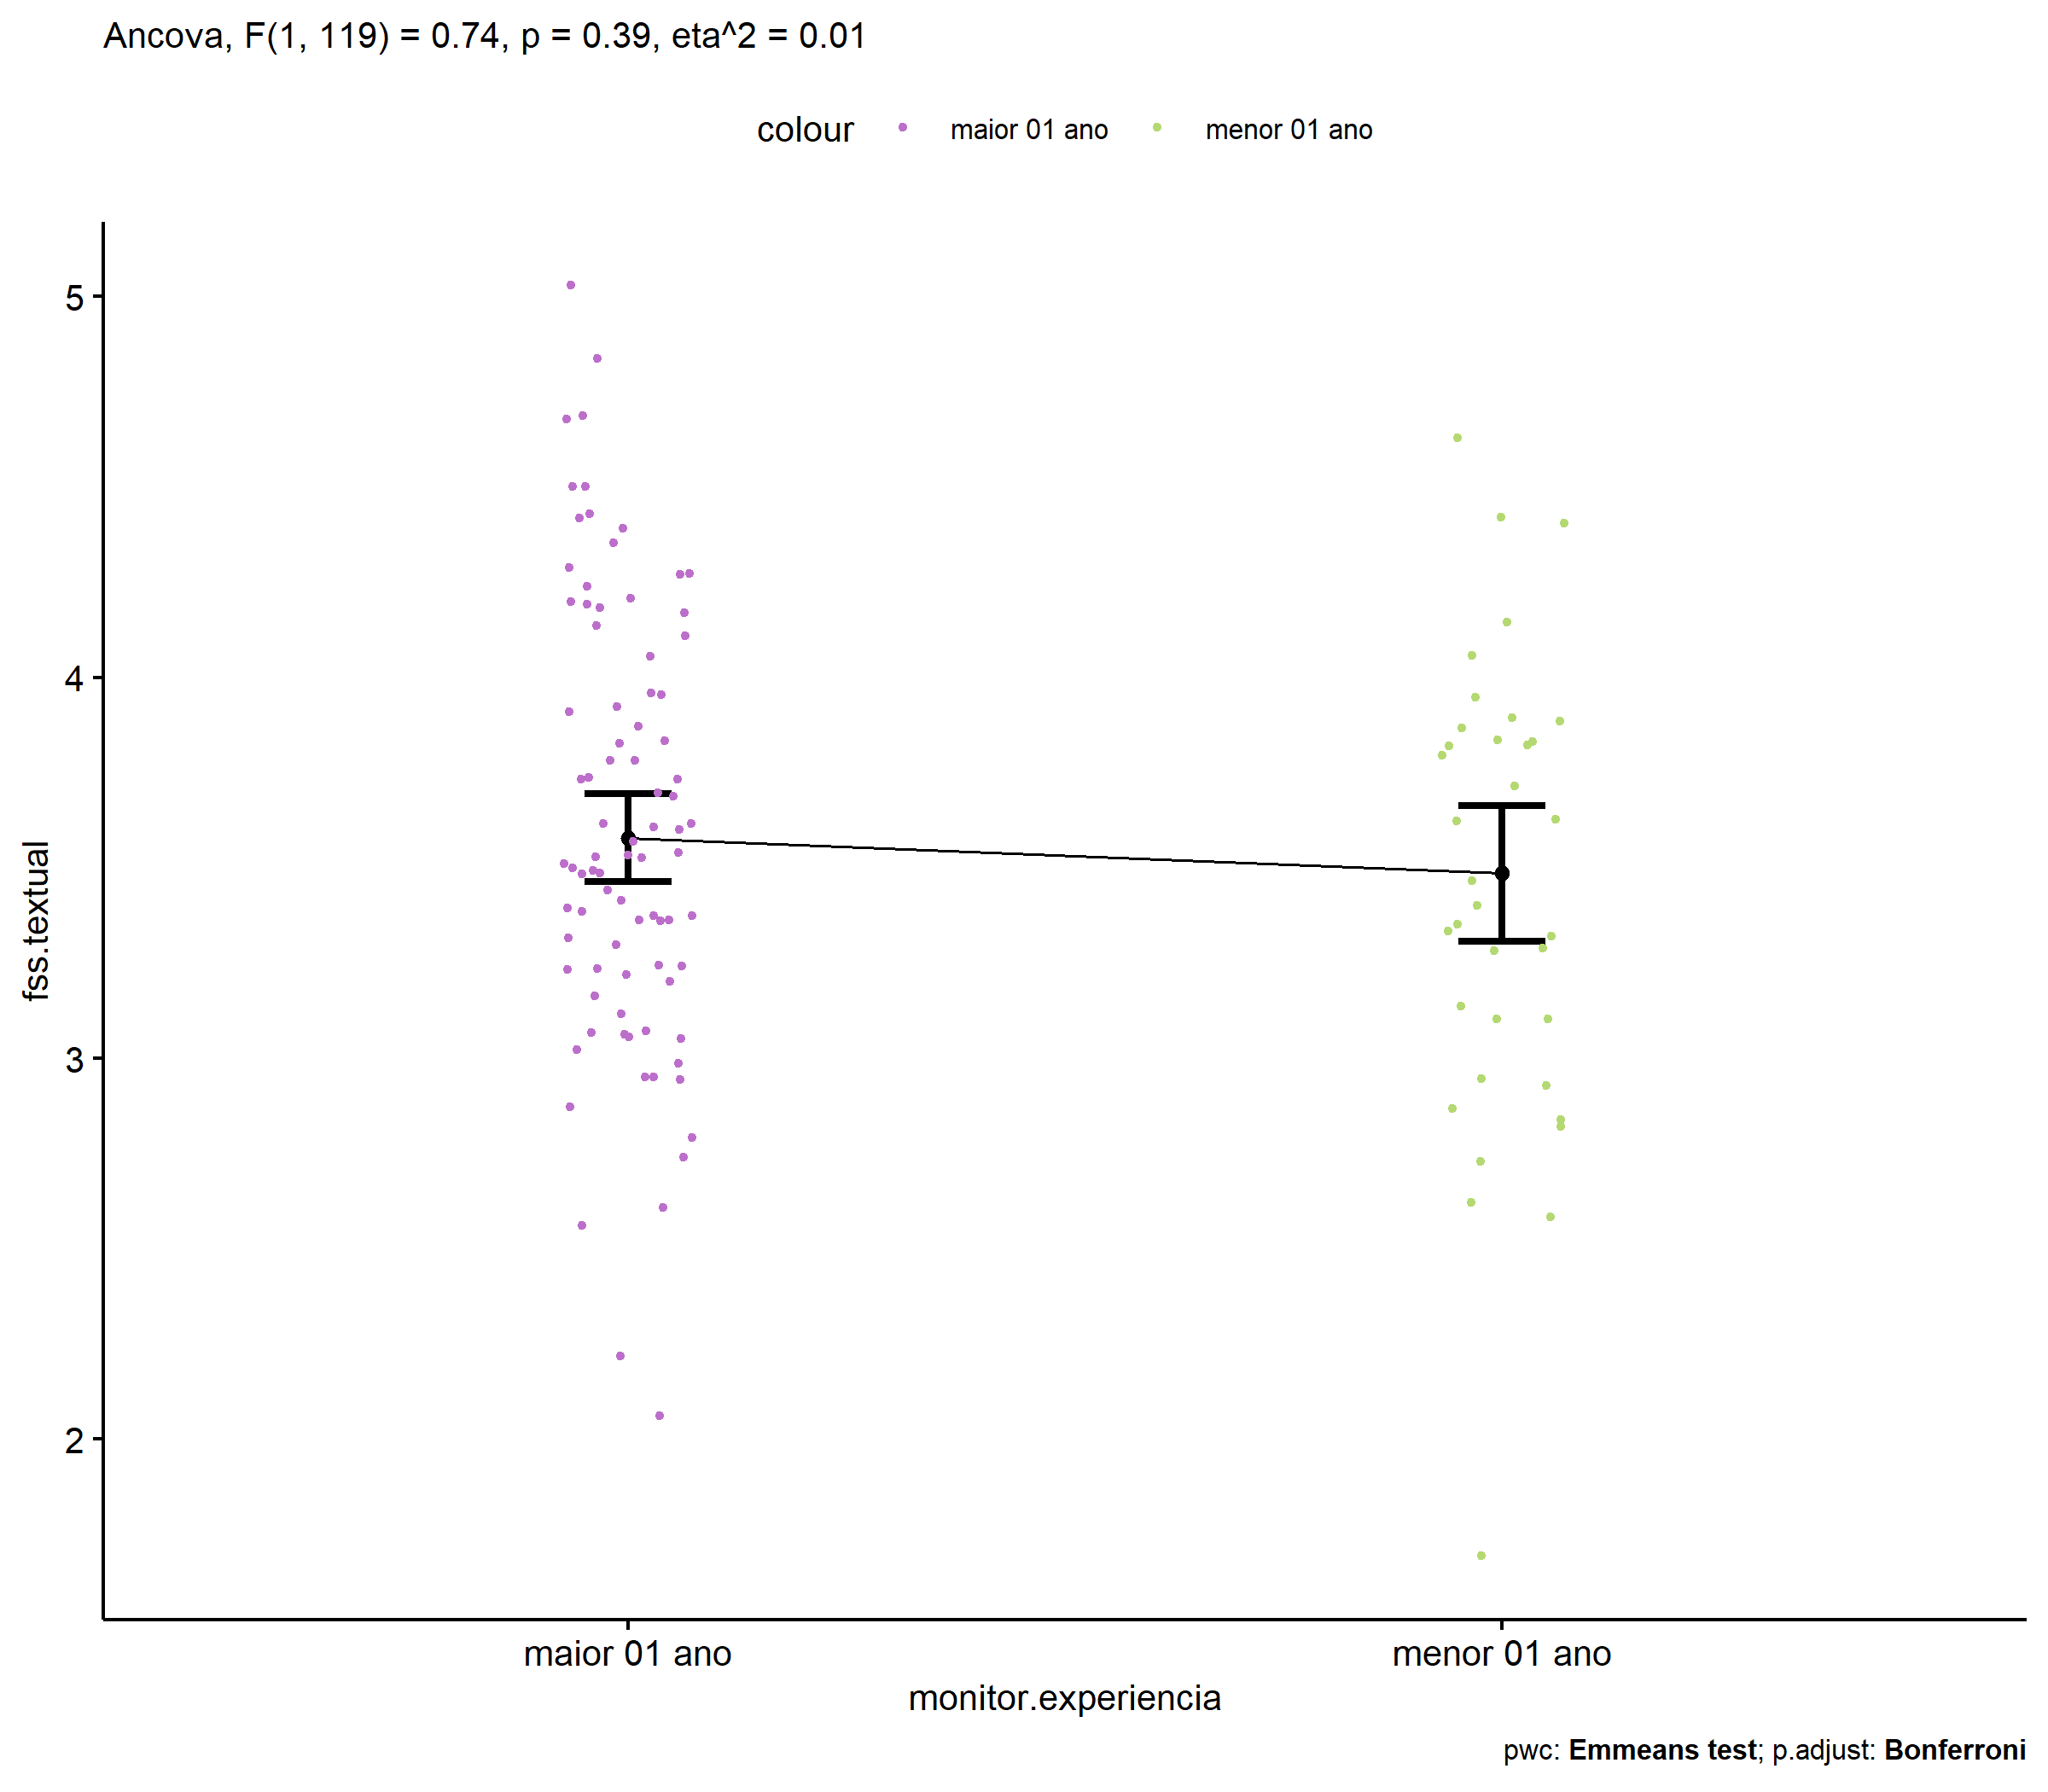 Ancova, F(1, 119) = 0.74, p = 0.39, eta^2 = 0.01
colour maior 01 ano menor 01 ano
5
4
3
2
fss.textual
maior 01 ano menor 01 ano
monitor.experiencia
pwc: Emmeans test; p.adjust: Bonferroni